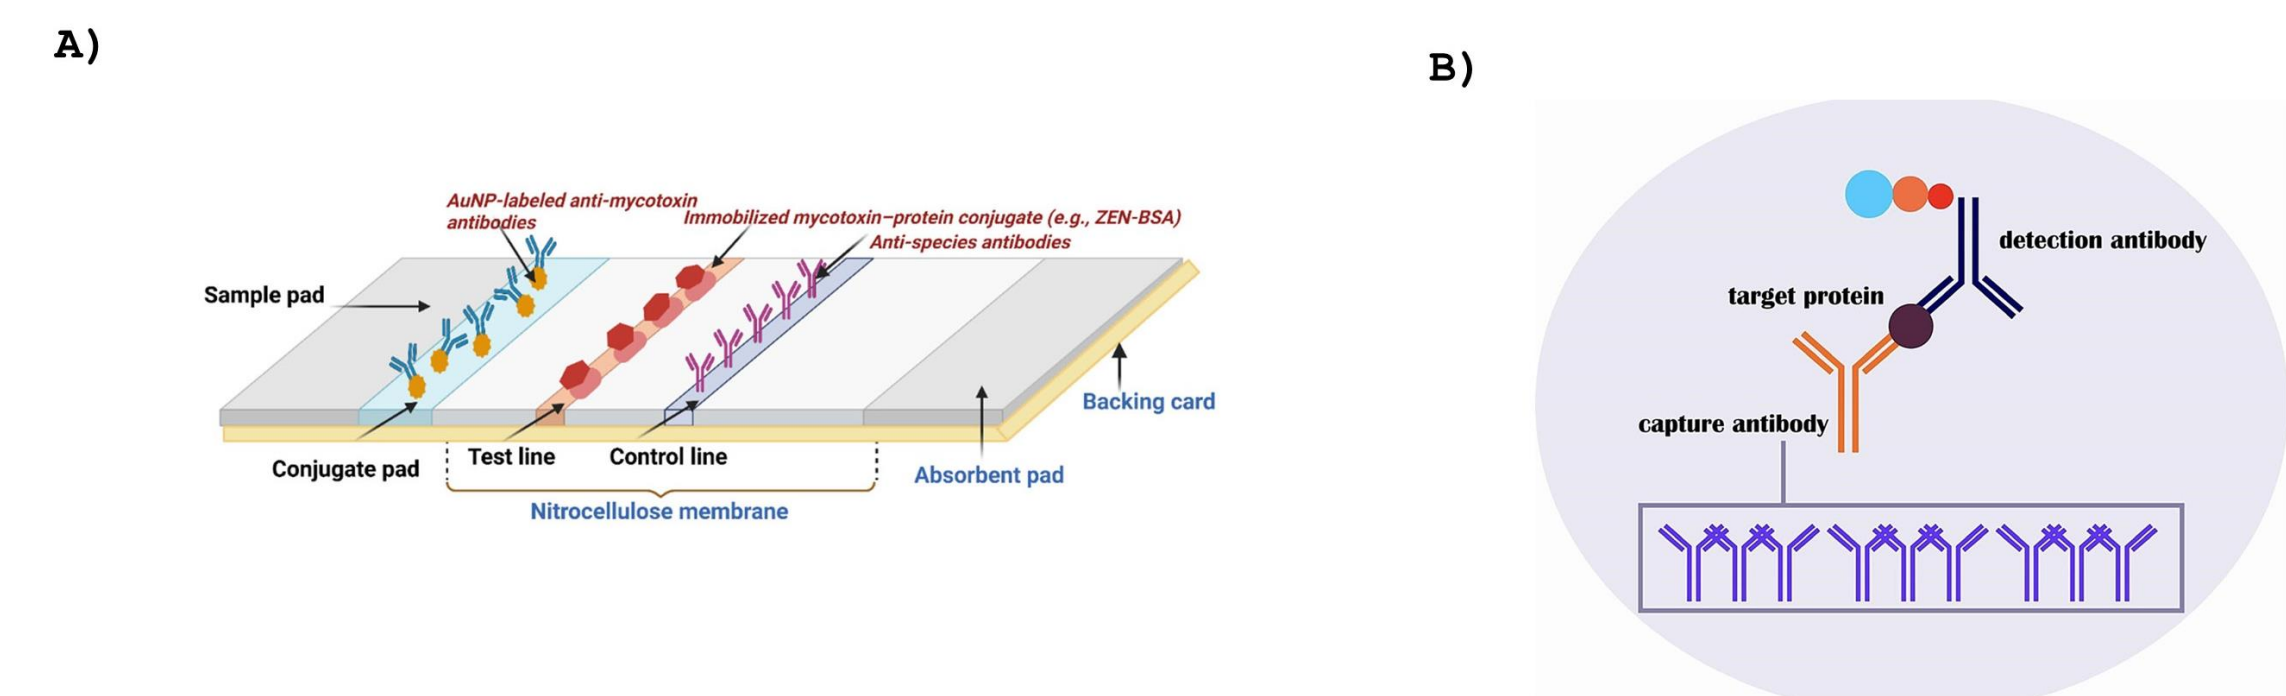 A)
AuNP-labeled anti-mycotoxin
antibodies
Immobilized mycotoxin–protein conjugate (e.g., ZEN-BSA)
Anti-species antibodies
Sample pad
Backing card
Conjugate pad
Test line
Control line
Absorbent pad
Nitrocellulose membrane
B)
detection antibody
target protein
capture antibody